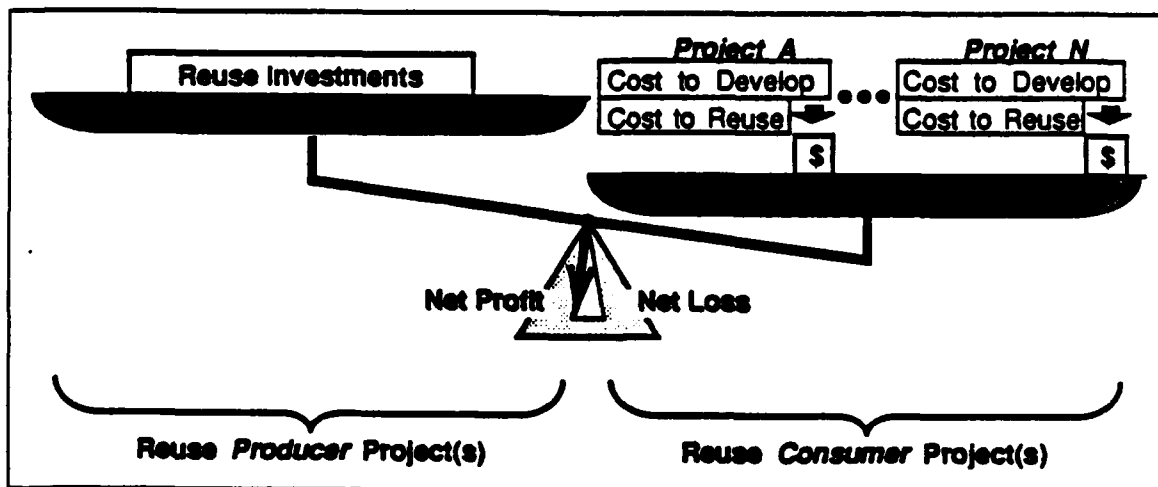 Project A
Project N
Reuse Investments
Cost to Develop
Cost to Develop
Cost to Reuse
Cost to Reuse
$
$
Net Profit
Net Loss
Reuse Producer Project(s)
Reuse Consumer Project(s)